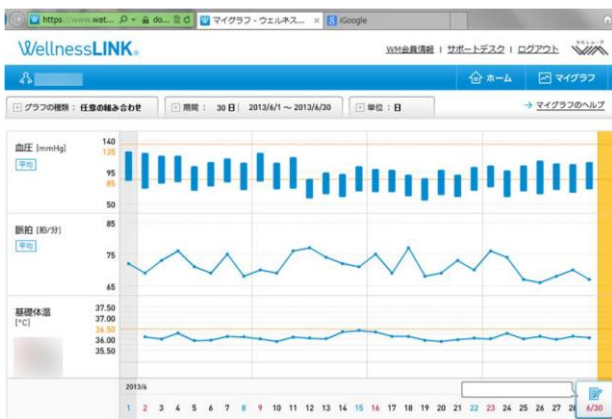 https://www.wat... do...
マイグラフ - ウェルネス...
iGoogle
WellnessLINK
WM会員情報 | サポートデスク | ログアウト
ホーム
マイグラフ
グラフの種類： 任意の組み合わせ
期間： 30日 2013/6/1 ～ 2013/6/30
単位：日
マイグラフのヘルプ
血圧 [mmHg]
平均
140
135
95
85
50
脈拍 [拍/分]
平均
85
75
65
基礎体温
[℃]
37.50
37.00
36.50
36.00
35.50
2013/6
1 2 3 4 5 6 7 8 9 10 11 12 13 14 15 16 17 18 19 20 21 22 23 24 25 26 27 28 6/30